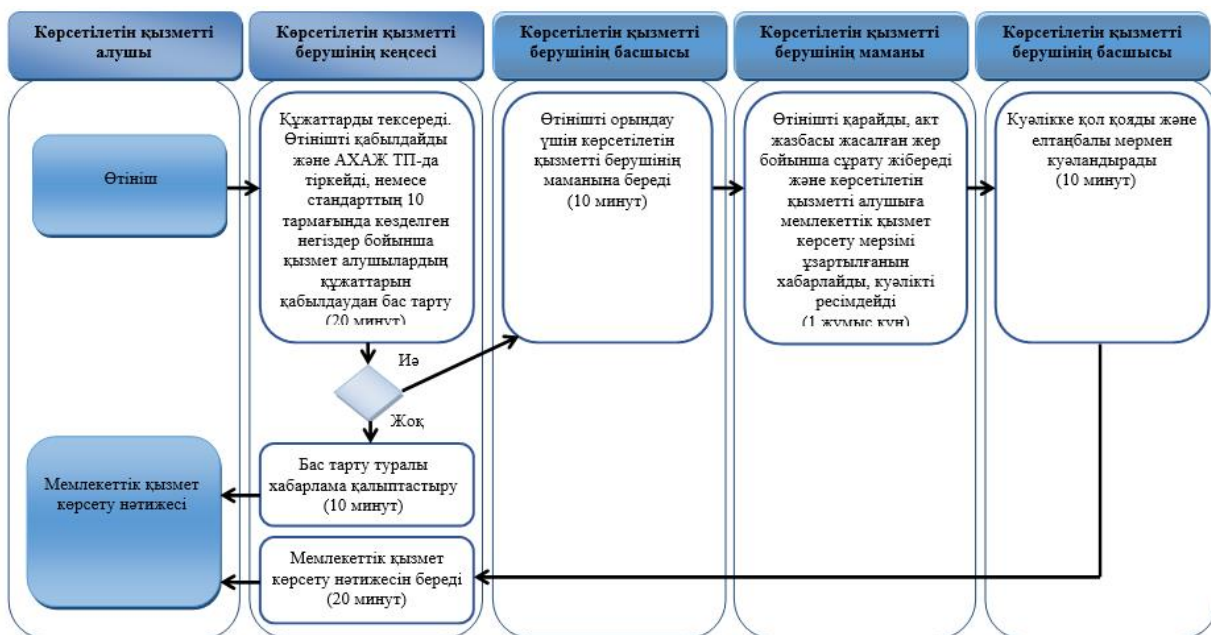 Көрсетілетін қызметті
алушы
Көрсетілетін қызметті
берушінің кеңсесі
Көрсетілетін қызметті
берушінің басшысы
Көрсетілетін қызметті
берушінің маманы
Көрсетілетін қызметті
берушінің басшысы
Өтініш
Құжаттарды тексереді.
Өтінішті қабылдайды
және АХАЖ ТП-да
тіркейді, немесе
стандарттың 10
тармағында көзделген
негіздер бойынша
қызмет алушылардың
құжаттарын
қабылдаудан бас тарту
(20 минут)
Өтінішті орындау
үшін көрсетілетін
қызметті берушінің
маманына береді
(10 минут)
Өтінішті қарайды, акт
жазбасы жасалған жер
бойынша сұрату жібереді
және көрсетілетін
қызметті алушыға
мемлекеттік қызмет
көрсету мерзімі
ұзартылғанын
хабарлайды, куәлікті
ресімдейді
(1 жұмыс күн)
Куәлікке қол қояды және
елтаңбалы мөрмен
куәландырады
(10 минут)
Иә
Жоқ
Бас тарту туралы
хабарлама қалыптастыру
(10 минут)
Мемлекеттік қызмет
көрсету нәтижесі
Мемлекеттік қызмет
көрсету нәтижесін береді
(20 минут)